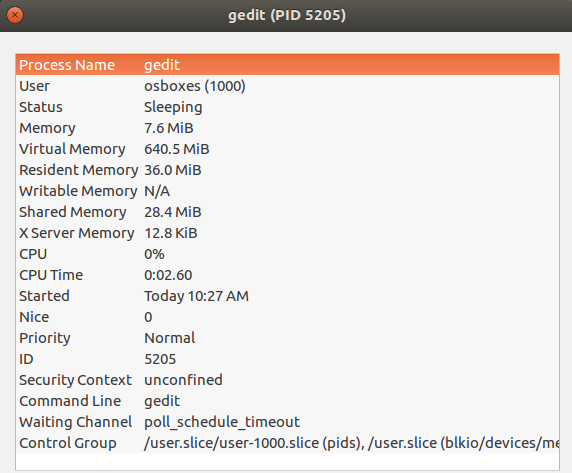 gedit (PID 5205)
Process Name gedit
User osboxes (1000)
Status Sleeping
Memory 7.6 MiB
Virtual Memory 640.5 MiB
Resident Memory 36.0 MiB
Writable Memory N/A
Shared Memory 28.4 MiB
X Server Memory 12.8 KiB
CPU 0%
CPU Time 0:02.60
Started Today 10:27 AM
Nice 0
Priority Normal
ID 5205
Security Context unconfined
Command Line gedit
Waiting Channel poll_schedule_timeout
Control Group /user.slice/user-1000.slice (pids), /user.slice (blkio/devices/me